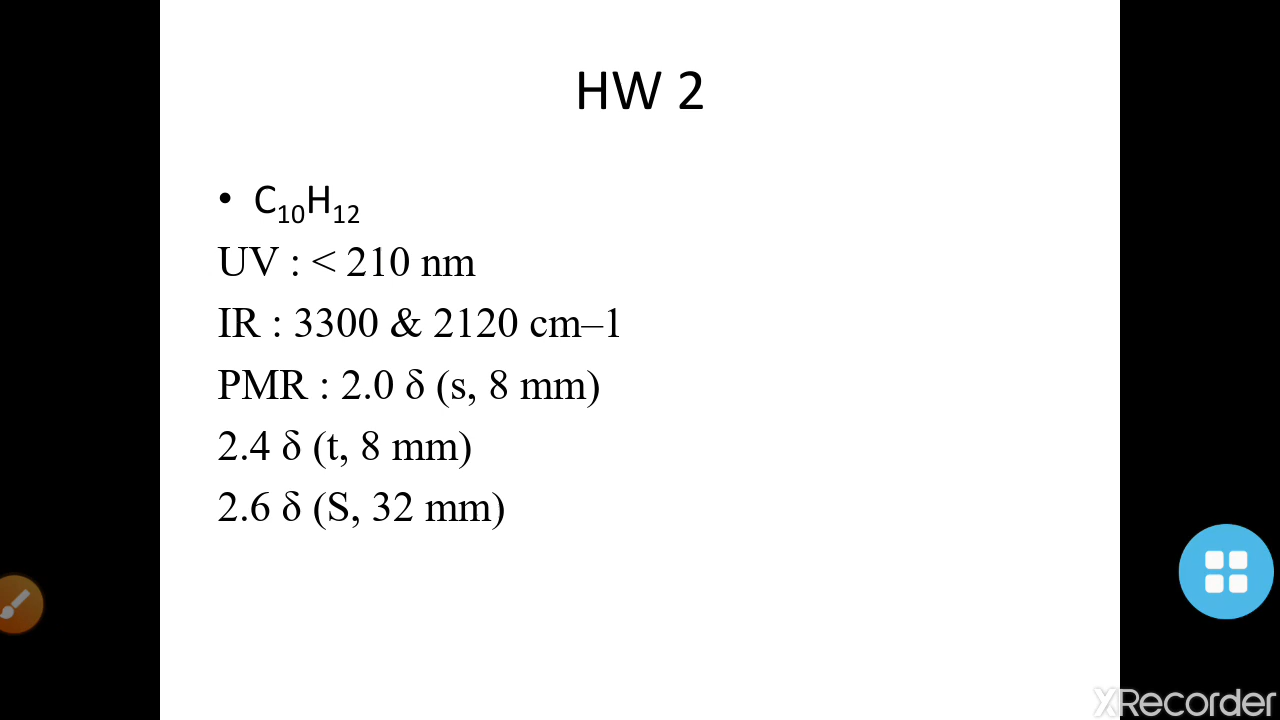 HW 2
• C₁₀H₁₂
UV : < 210 nm
IR : 3300 & 2120 cm–1
PMR : 2.0 δ (s, 8 mm)
2.4 δ (t, 8 mm)
2.6 δ (S, 32 mm)
XRecorder